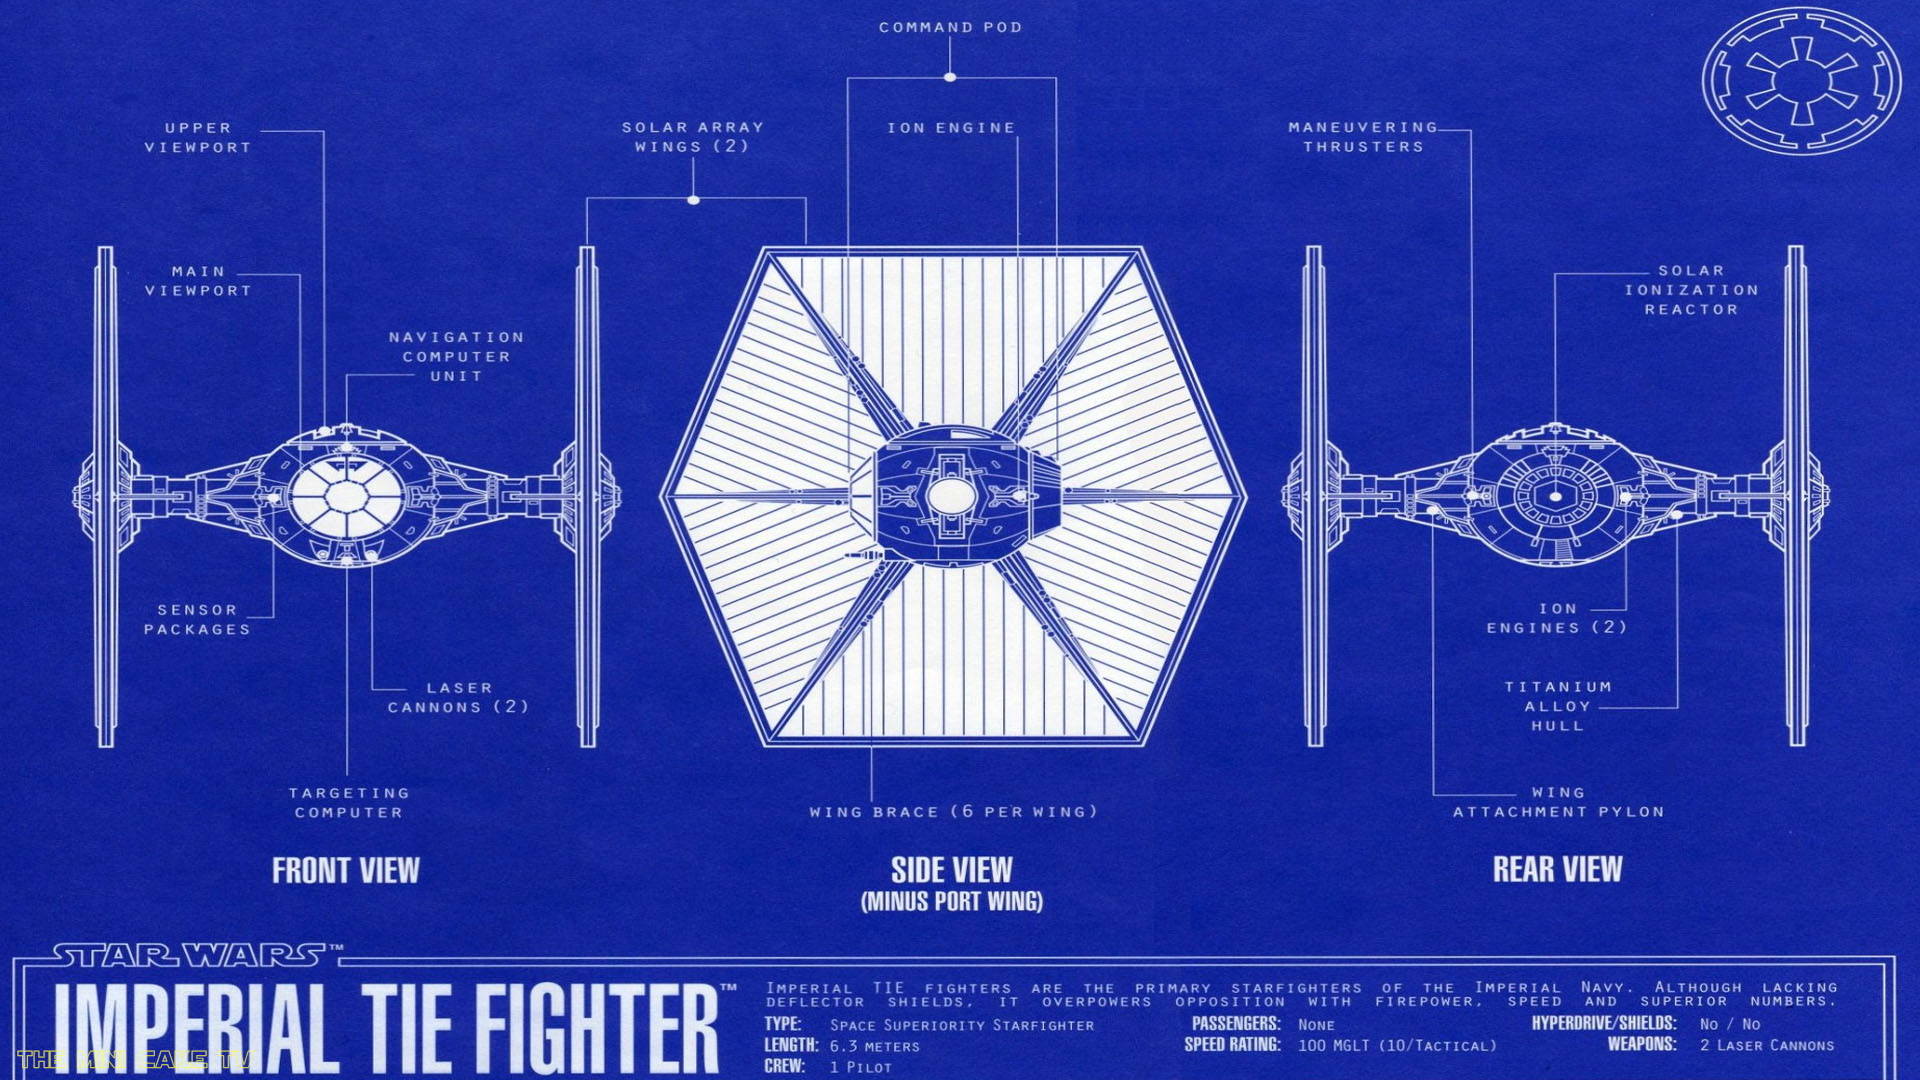 COMMAND POD
UPPER
VIEWPORT
SOLAR ARRAY
WINGS (2)
ION ENGINE
MANEUVERING
THRUSTERS
MAIN
VIEWPORT
SOLAR
IONIZATION
REACTOR
NAVIGATION
COMPUTER
UNIT
SENSOR
PACKAGES
ION
ENGINES (2)
LASER
CANNONS (2)
TITANIUM
ALLOY
HULL
TARGETING
COMPUTER
WING BRACE (6 PER WING)
WING
ATTACHMENT PYLON
FRONT VIEW
SIDE VIEW
(MINUS PORT WING)
REAR VIEW
STAR WARS™
IMPERIAL TIE FIGHTER™
IMPERIAL TIE FIGHTERS ARE THE PRIMARY STARFIGHTERS OF THE IMPERIAL NAVY. ALTHOUGH LACKING
DEFLECTOR SHIELDS, IT OVERPOWERS OPPOSITION WITH FIREPOWER, SPEED AND SUPERIOR NUMBERS.
TYPE: SPACE SUPERIORITY STARFIGHTER
LENGTH: 6.3 METERS
CREW: 1 PILOT
PASSENGERS: NONE
SPEED RATING: 100 MGLT (10/TACTICAL)
HYPERDRIVE/SHIELDS: NO / NO
WEAPONS: 2 LASER CANNONS
THE MN CAVE TV